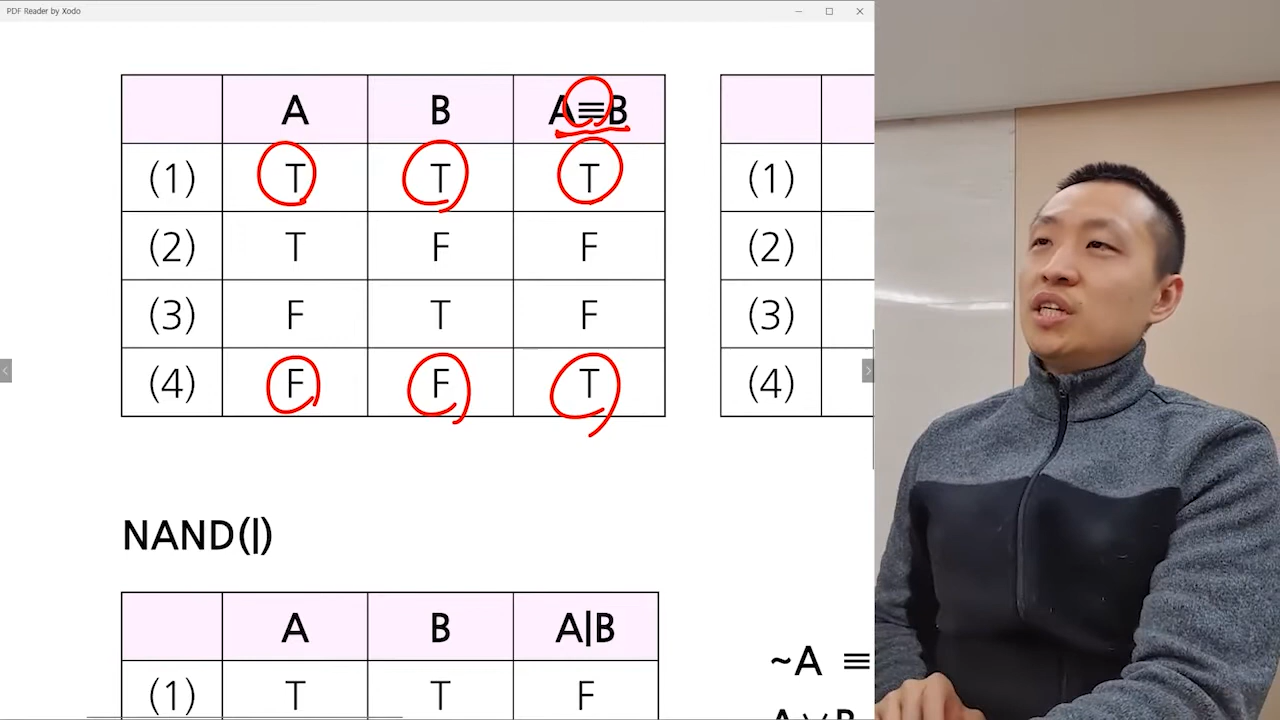 PDF Reader by Xodo
A B A≡B
(1) T T T
(2) T F F
(3) F T F
(4) F F T
(1)
(2)
(3)
(4)
NAND(|)
A B A|B
(1) T T F
~A ≡
A∨B